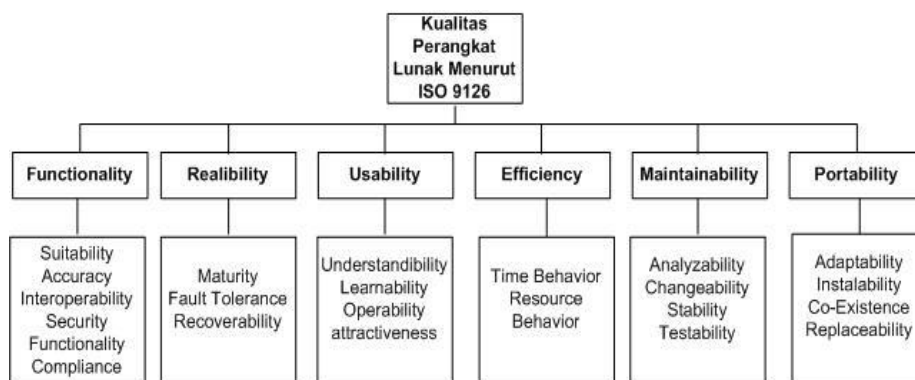 Kualitas
Perangkat
Lunak Menurut
ISO 9126
Functionality
Realibility
Usability
Efficiency
Maintainability
Portability
Suitability
Accuracy
Interoperability
Security
Functionality
Compliance
Maturity
Fault Tolerance
Recoverability
Understandibility
Learnability
Operability
attractiveness
Time Behavior
Resource
Behavior
Analyzability
Changeability
Stability
Testability
Adaptability
Instalability
Co-Existence
Replaceability